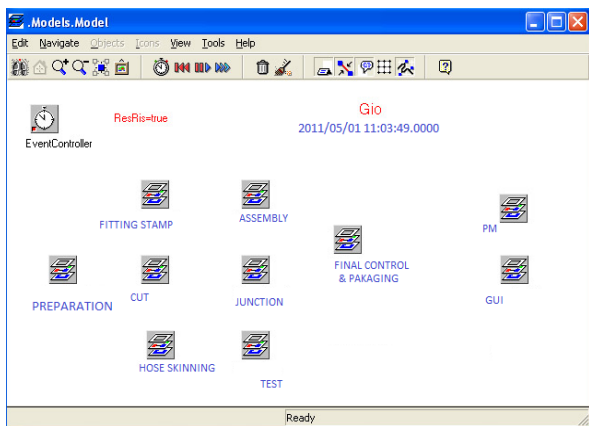 .Models.Model
Edit Navigate Objects Icons View Tools Help
ResRis=true
Gio
2011/05/01 11:03:49.0000
EventController
FITTING STAMP
ASSEMBLY
PM
FINAL CONTROL
& PAKAGING
PREPARATION
CUT
JUNCTION
GUI
HOSE SKINNING
TEST
Ready